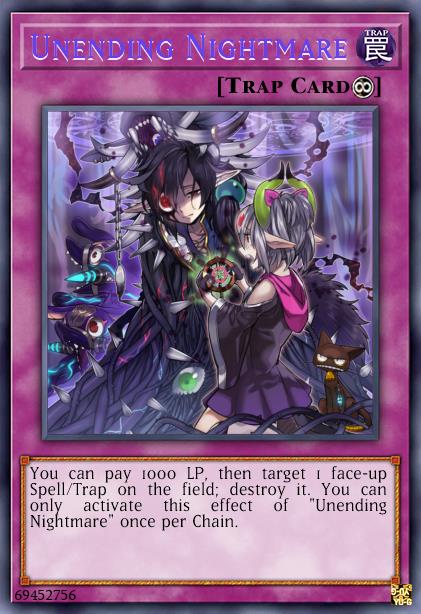 Unending Nightmare
TRAP
罠
[Trap Card]
You can pay 1000 LP, then target 1 face-up
Spell/Trap on the field; destroy it. You can
only activate this effect of "Unending
Nightmare" once per Chain.
69452756